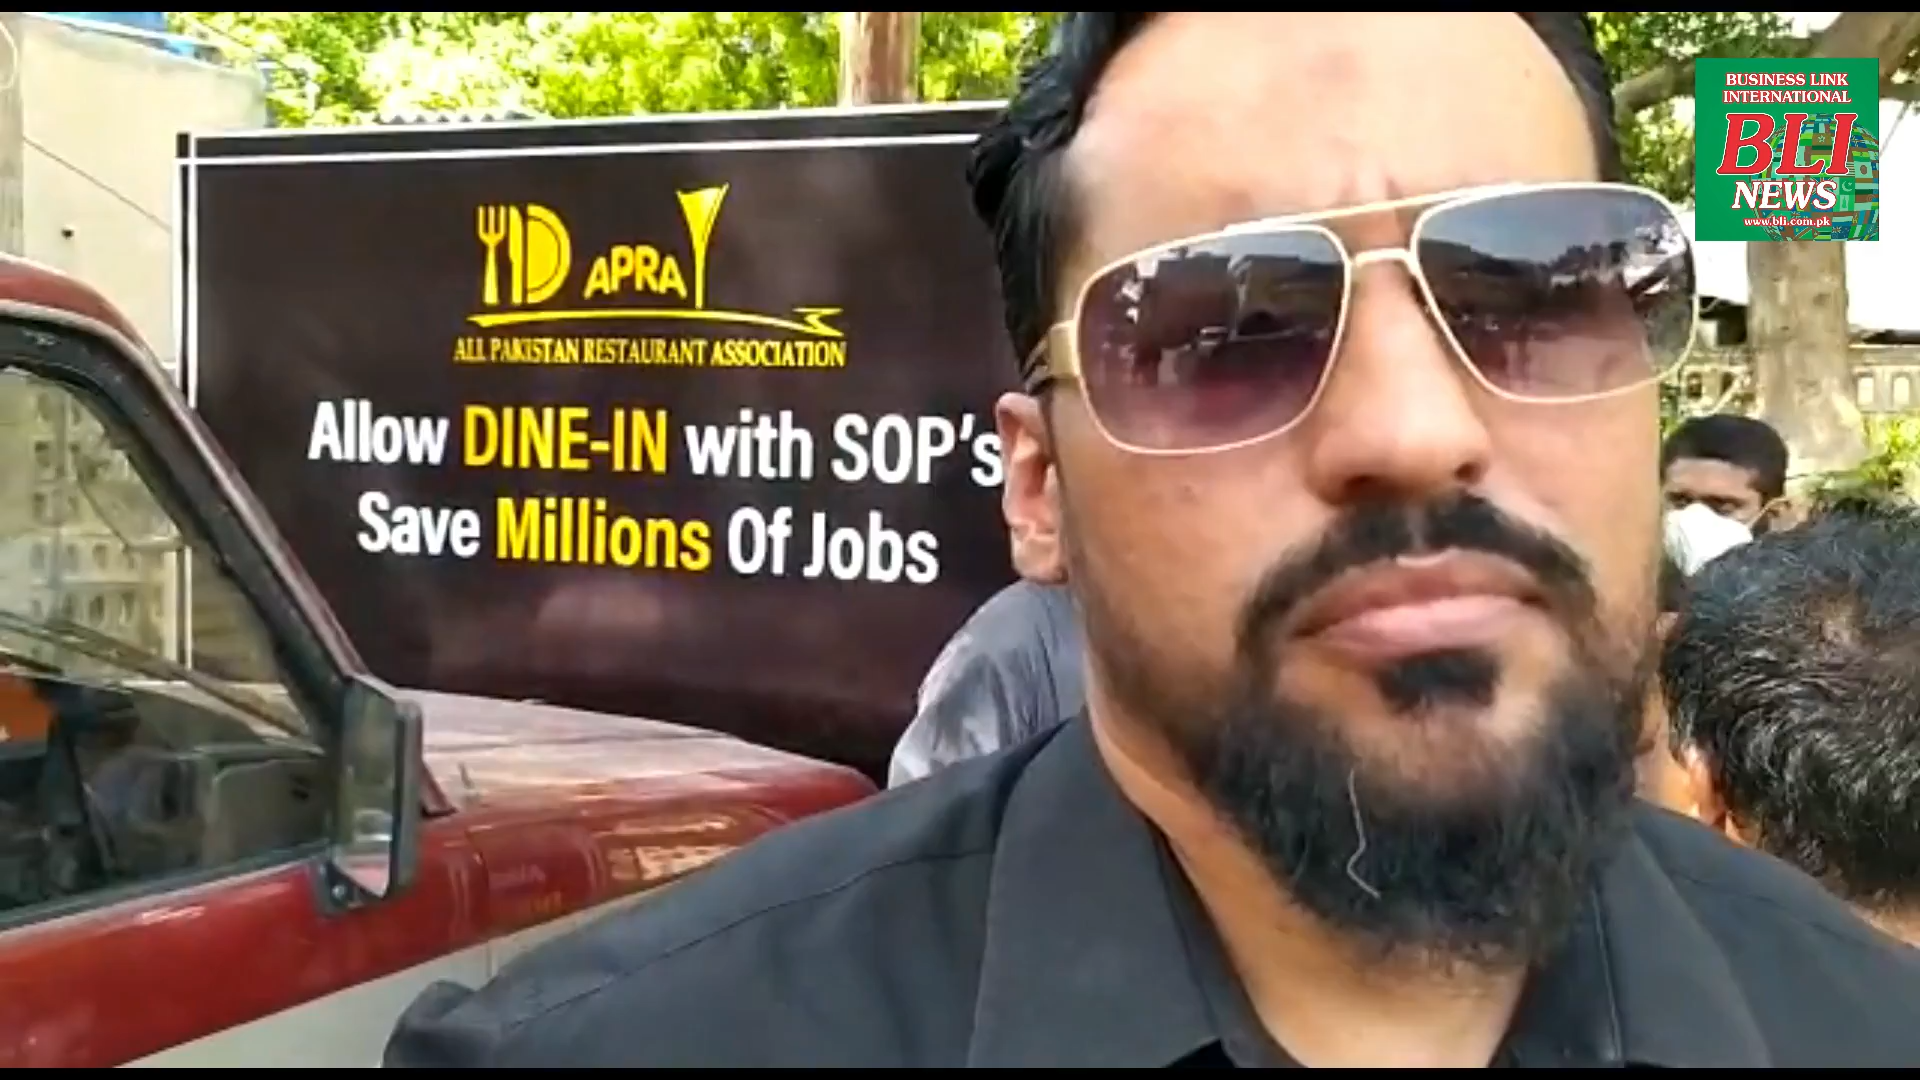 BUSINESS LINK
INTERNATIONAL
BLI
NEWS
www.bli.com.pk
APRA
ALL PAKISTAN RESTAURANT ASSOCIATION
Allow DINE-IN with SOP's
Save Millions Of Jobs